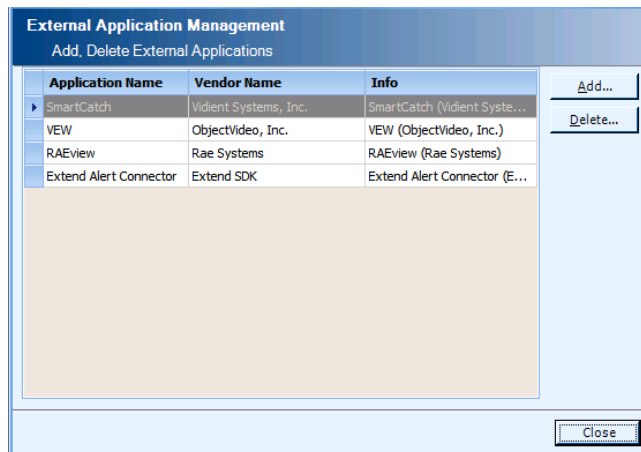 External Application Management
Add, Delete External Applications
Application Name Vendor Name Info
SmartCatch Vidient Systems, Inc. SmartCatch (Vidient Syste...
VEW ObjectVideo, Inc. VEW (ObjectVideo, Inc.)
RAEview Rae Systems RAEview (Rae Systems)
Extend Alert Connector Extend SDK Extend Alert Connector (E...
Add...
Delete...
Close